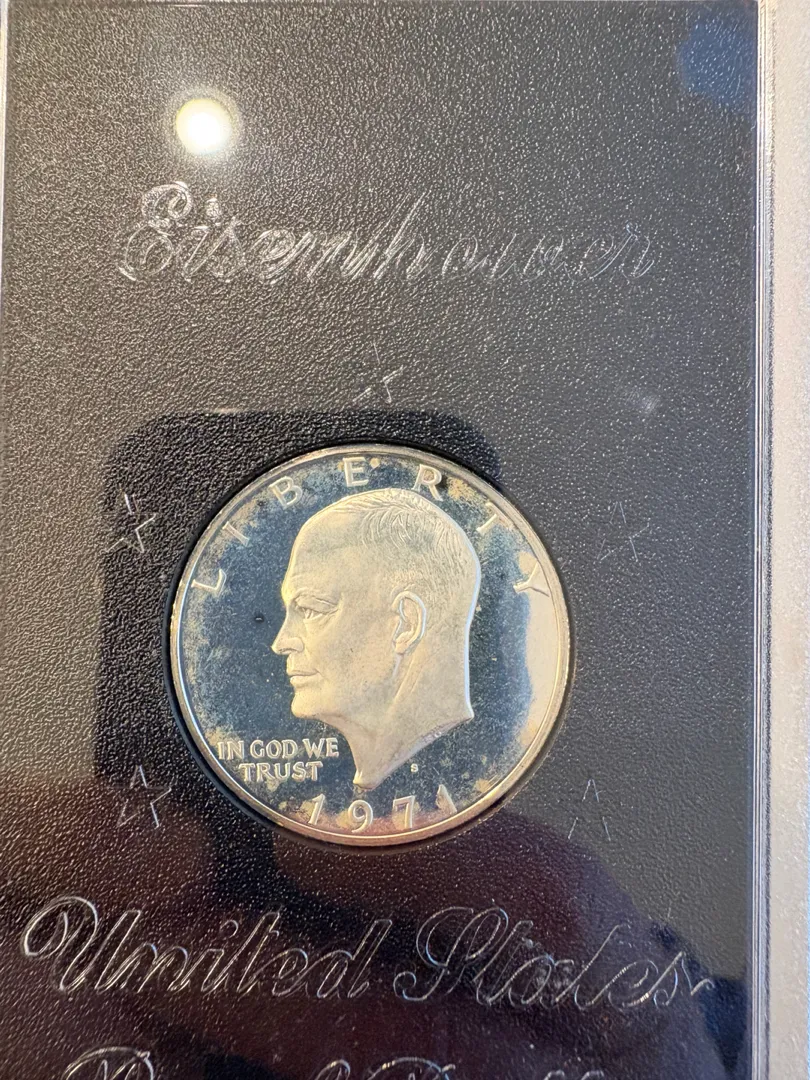 Eisenhower
LIBERTY
IN GOD WE
TRUST
S
1971
United States